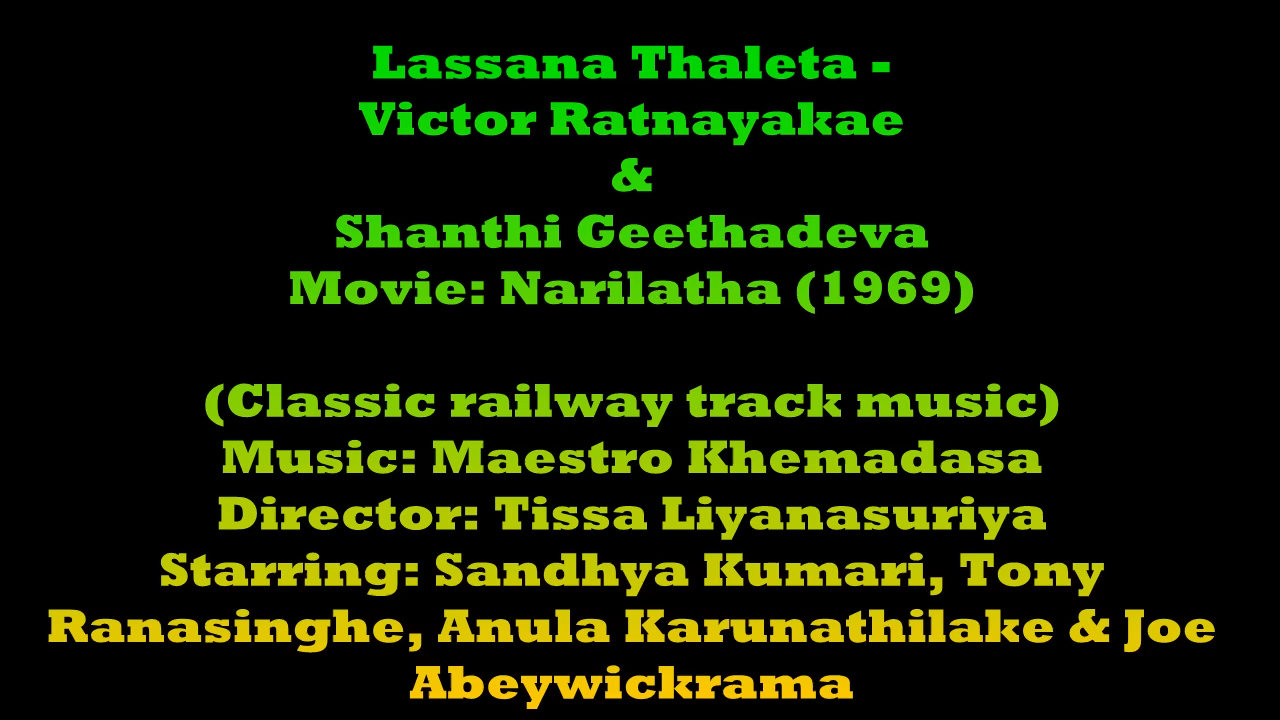 Lassana Thaleta -
Victor Ratnayakae
&
Shanthi Geethadeva
Movie: Narilatha (1969)
(Classic railway track music)
Music: Maestro Khemadasa
Director: Tissa Liyanasuriya
Starring: Sandhya Kumari, Tony
Ranasinghe, Anula Karunathilake & Joe
Abeywickrama